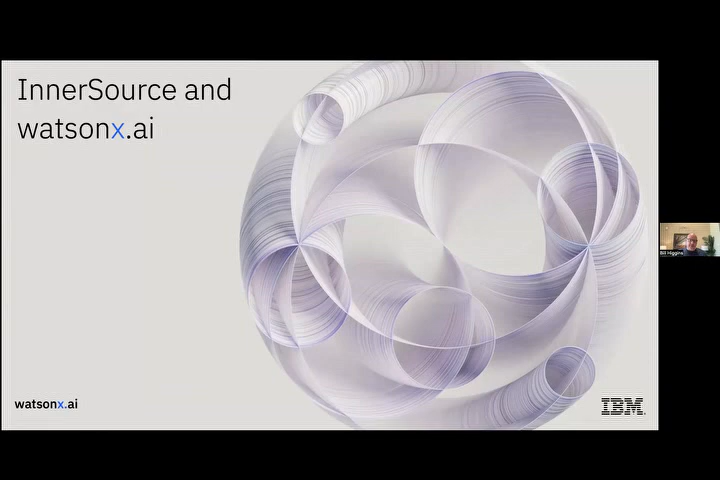 InnerSource and
watsonx.ai
watsonx.ai
IBM
Bill Higgins